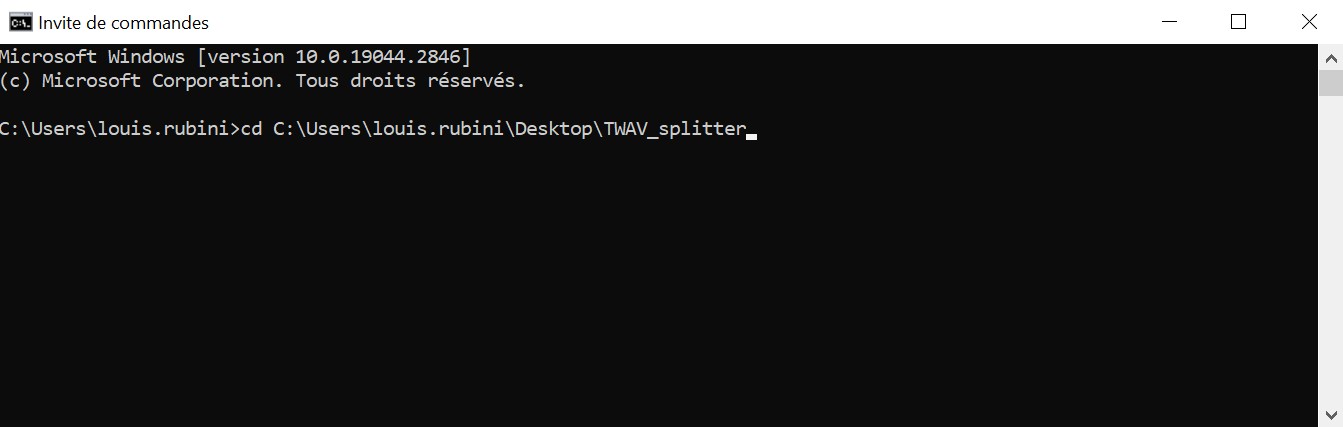 Invite de commandes
Microsoft Windows [version 10.0.19044.2846]
(c) Microsoft Corporation. Tous droits réservés.
C:\Users\louis.rubini>cd C:\Users\louis.rubini\Desktop\TWAV_splitter